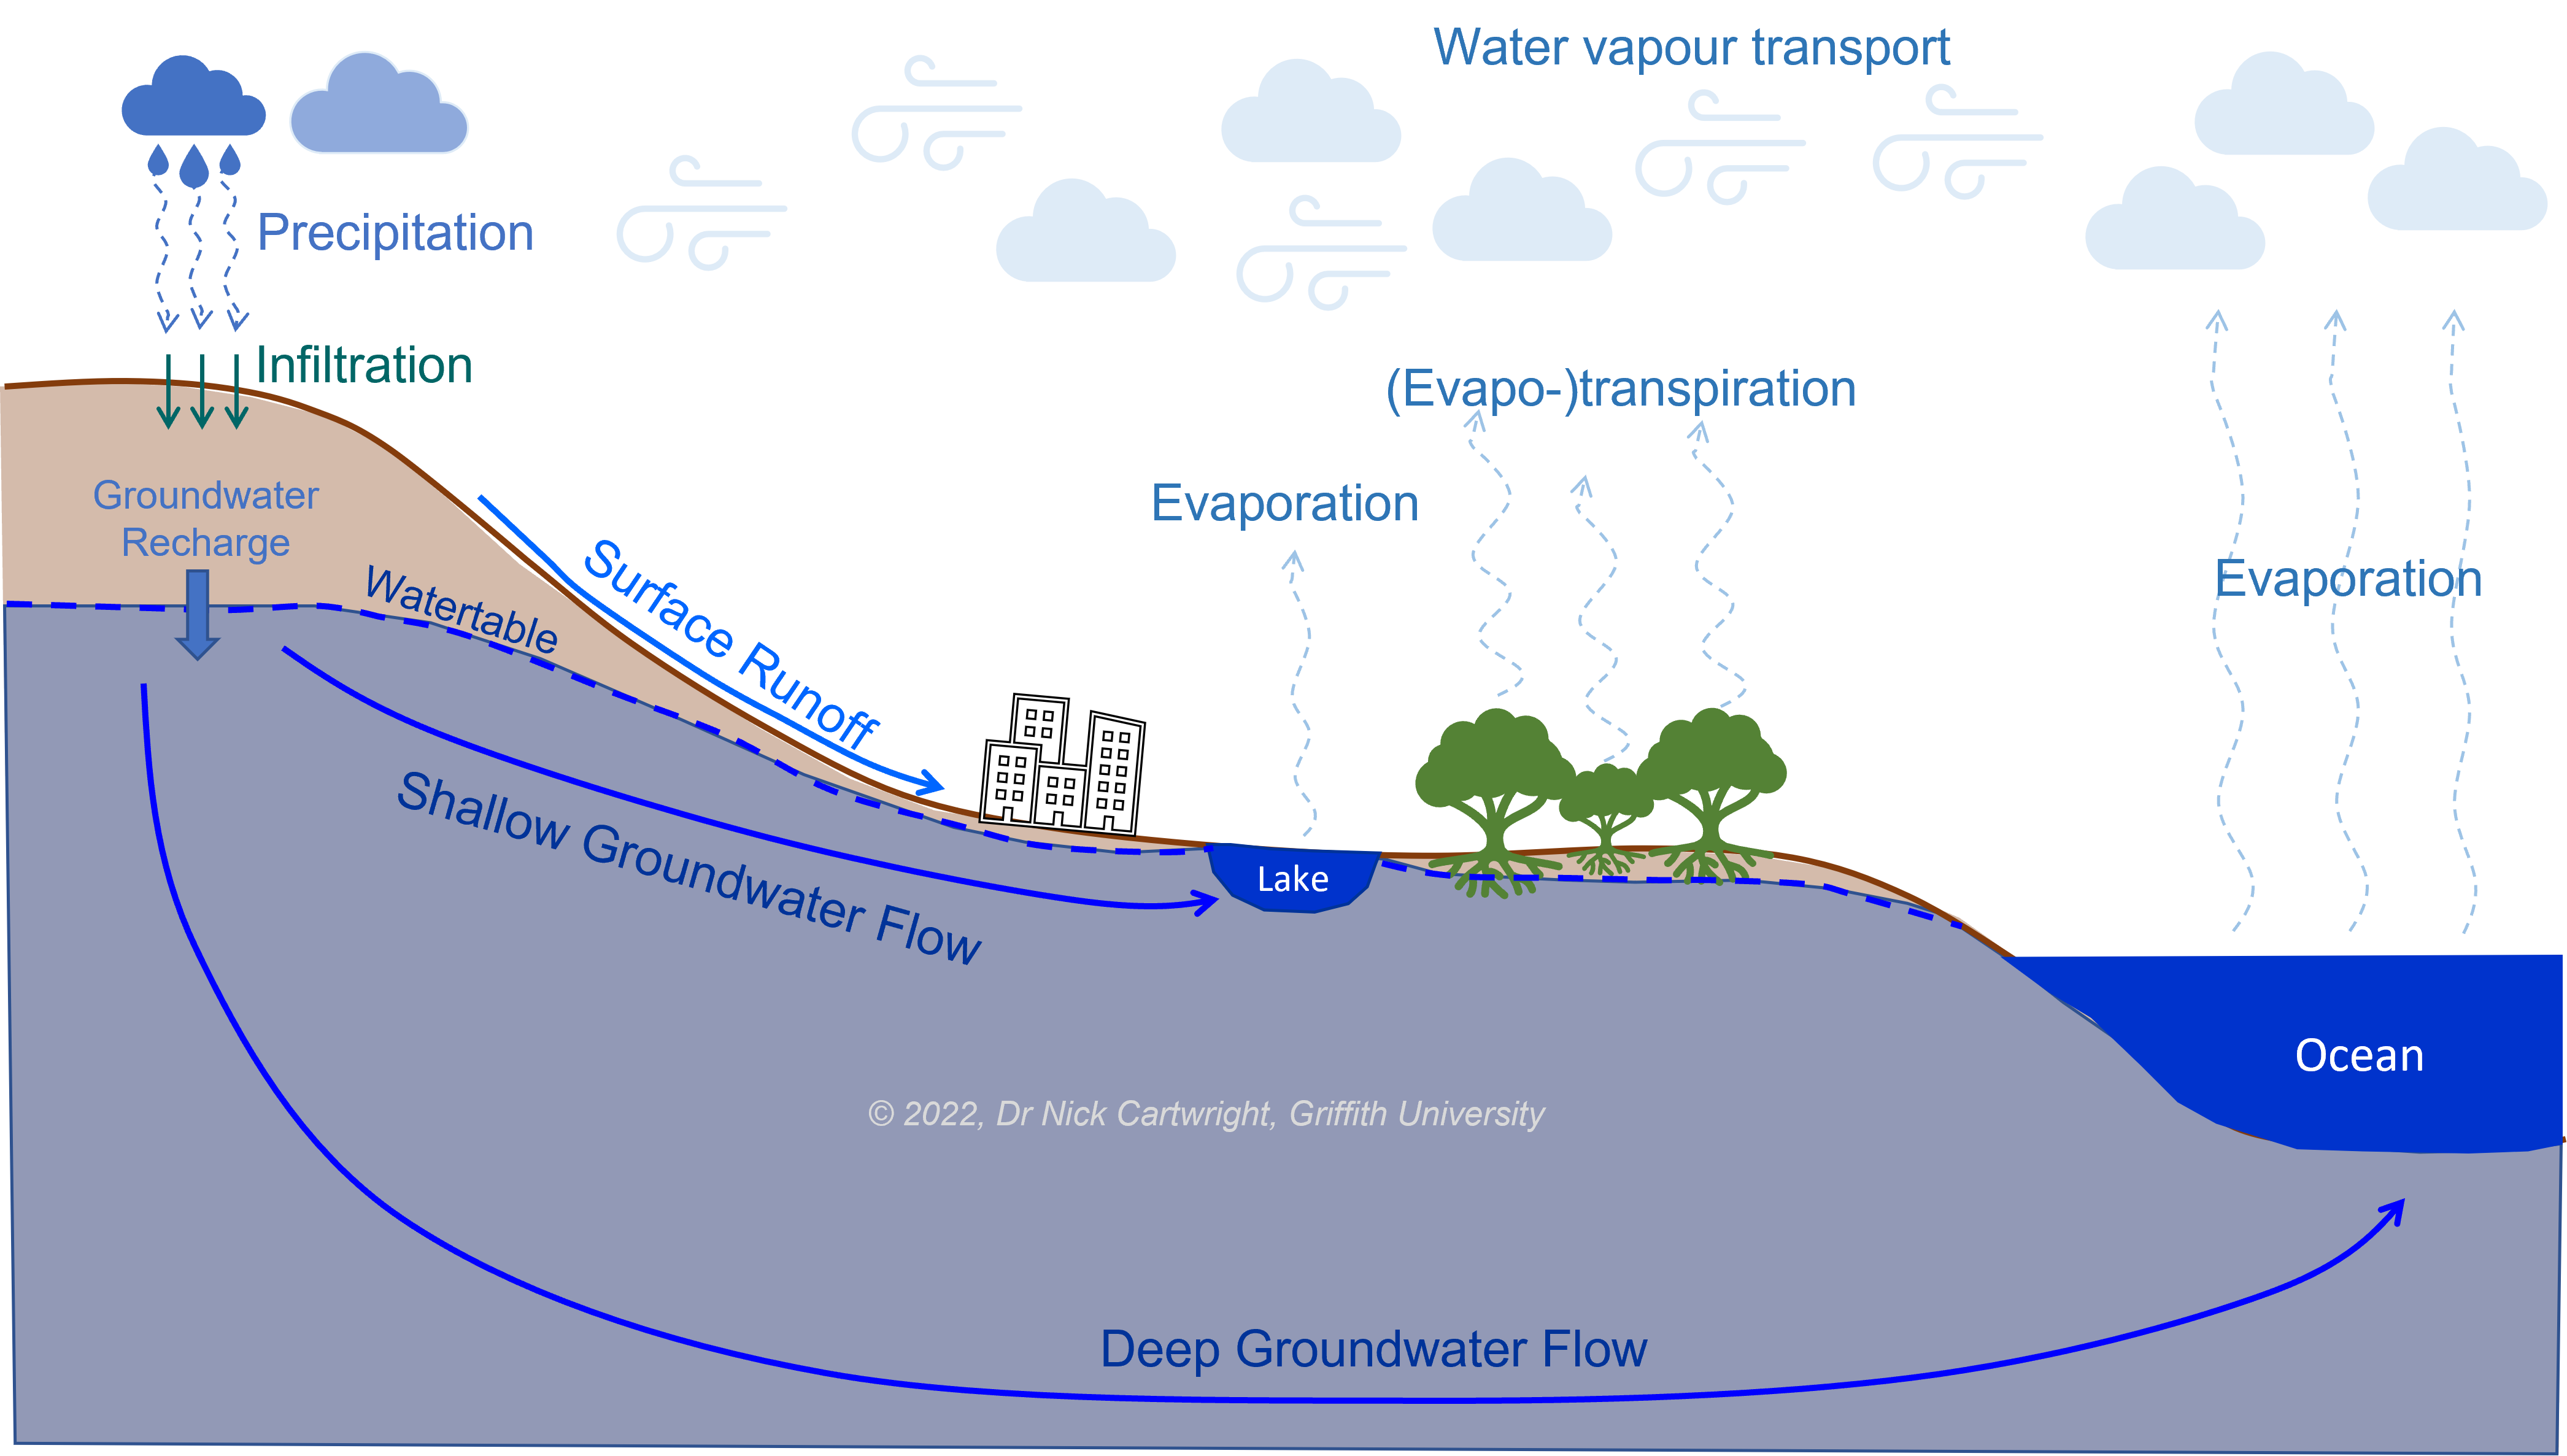 Water vapour transport
Precipitation
Infiltration
(Evapo-)transpiration
Groundwater
Recharge
Evaporation
Evaporation
Watertable
Surface Runoff
Shallow Groundwater Flow
Lake
Ocean
© 2022, Dr Nick Cartwright, Griffith University
Deep Groundwater Flow